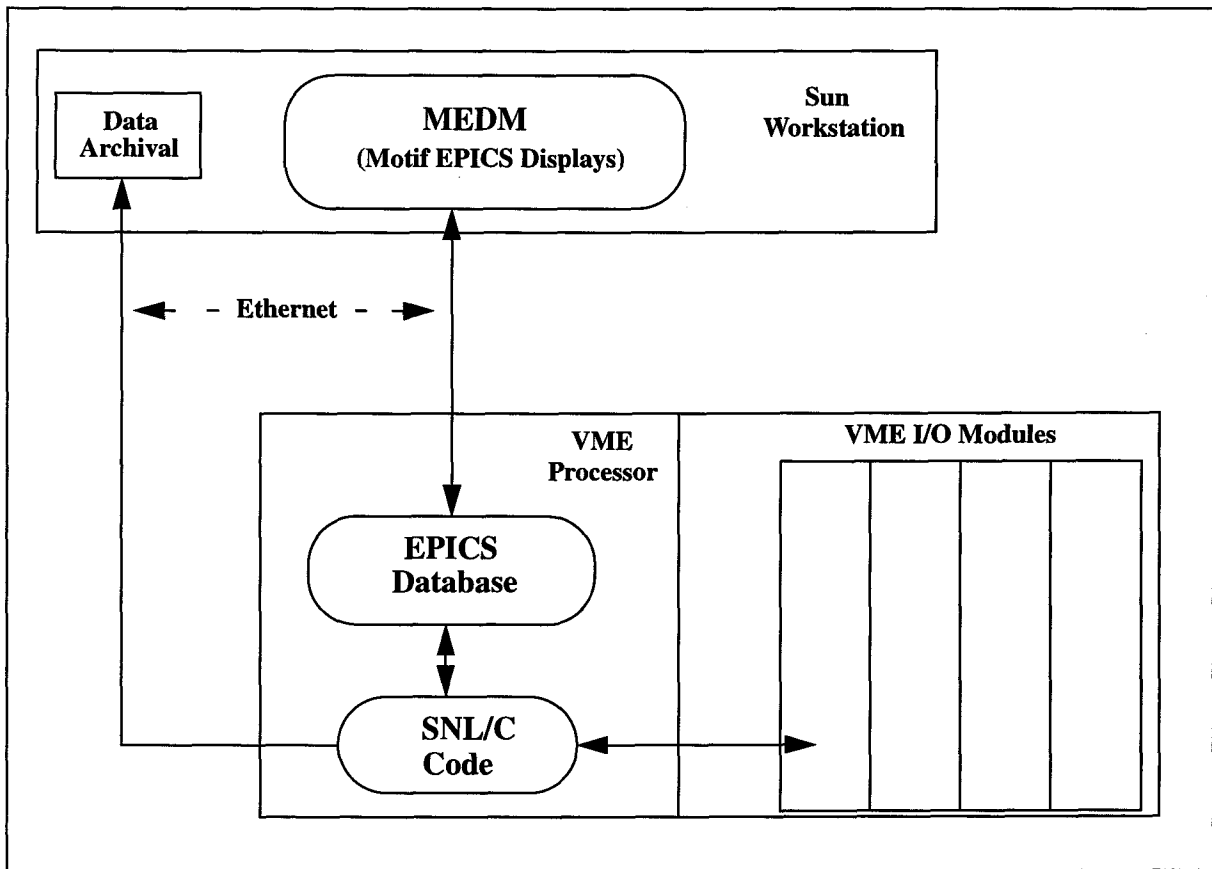 Data
Archival
MEDM
(Motif EPICS Displays)
Sun
Workstation
Ethernet
VME
Processor
VME I/O Modules
EPICS
Database
SNL/C
Code